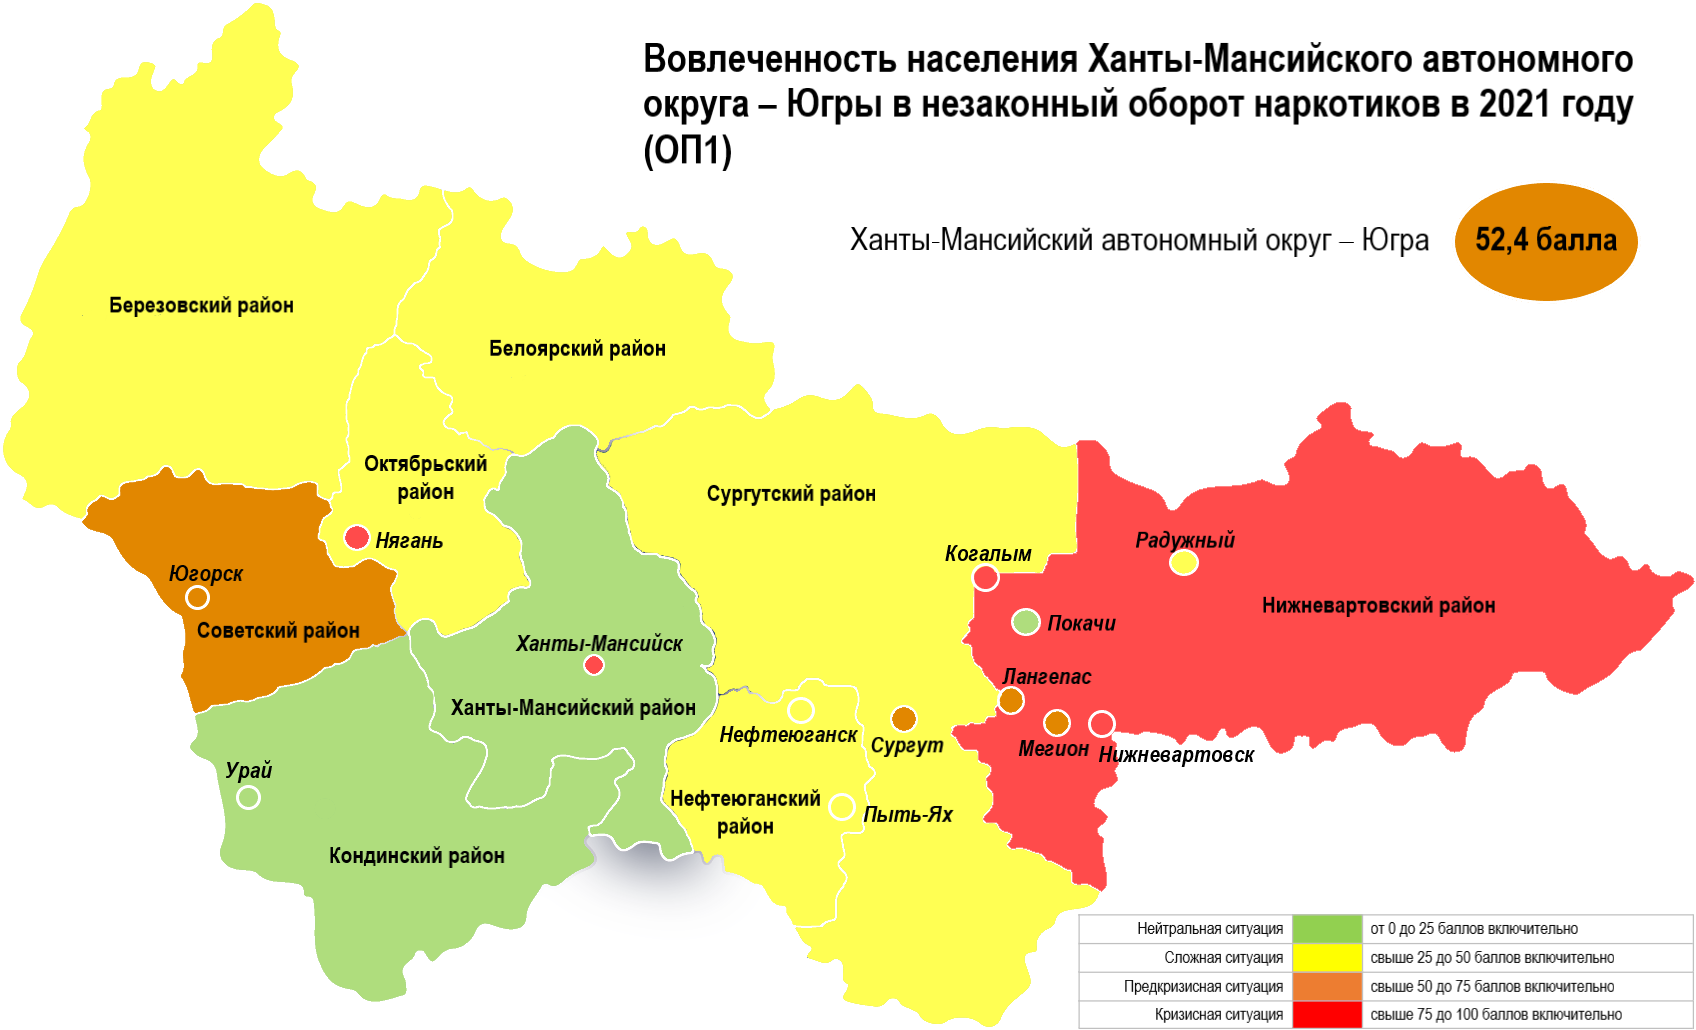 Вовлеченность населения Ханты-Мансийского автономного
округа – Югры в незаконный оборот наркотиков в 2021 году
(ОП1)
Ханты-Мансийский автономный округ – Югра
52,4 балла
Березовский район
Белоярский район
Октябрьский
район
Сургутский район
Нягань
Когалым
Радужный
Югорск
Нижневартовский район
Советский район
Покачи
Ханты-Мансийск
Лангепас
Ханты-Мансийский район
Нефтеюганск
Сургут
Мегион
Нижневартовск
Урай
Нефтеюганский
район
Пыть-Ях
Кондинский район
Нейтральная ситуация
от 0 до 25 баллов включительно
Сложная ситуация
свыше 25 до 50 баллов включительно
Предкризисная ситуация
свыше 50 до 75 баллов включительно
Кризисная ситуация
свыше 75 до 100 баллов включительно